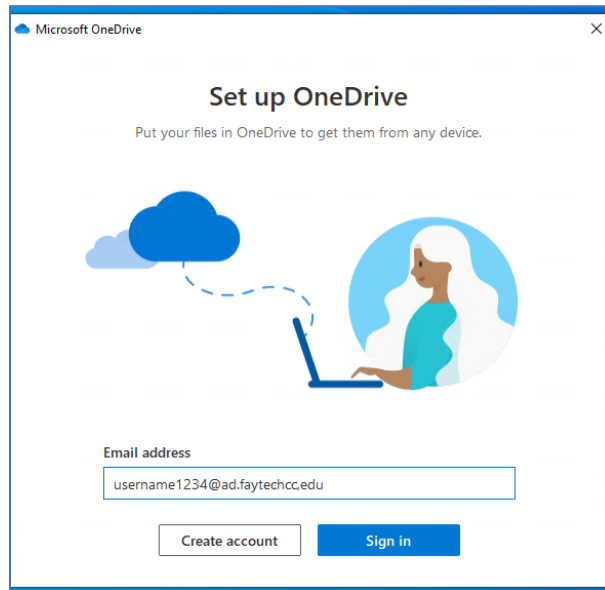 Microsoft OneDrive
Set up OneDrive
Put your files in OneDrive to get them from any device.
Email address
username1234@ad.faytechcc,edu
Create account
Sign in